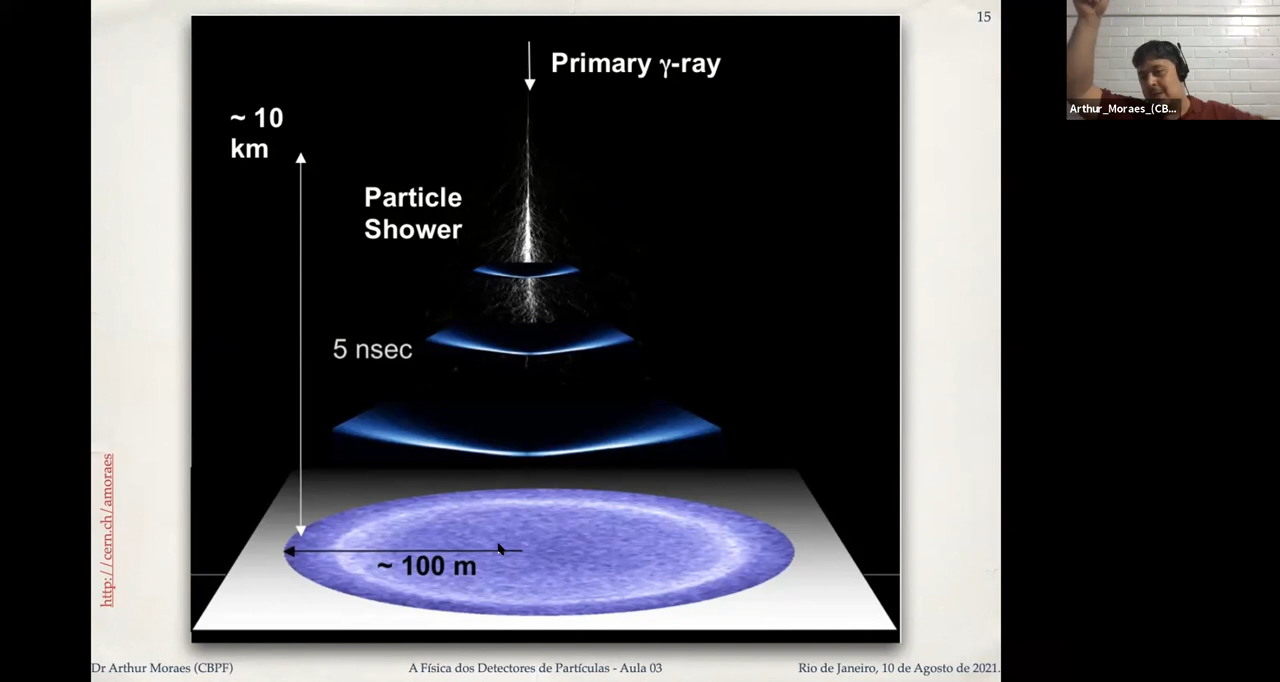 15
Primary γ-ray
~ 10
km
Particle
Shower
5 nsec
~ 100 m
http://cern.ch/amoraes
Dr Arthur Moraes (CBPF)
A Física dos Detectores de Partículas - Aula 03
Rio de Janeiro, 10 de Agosto de 2021.
Arthur_Moraes_(CB...